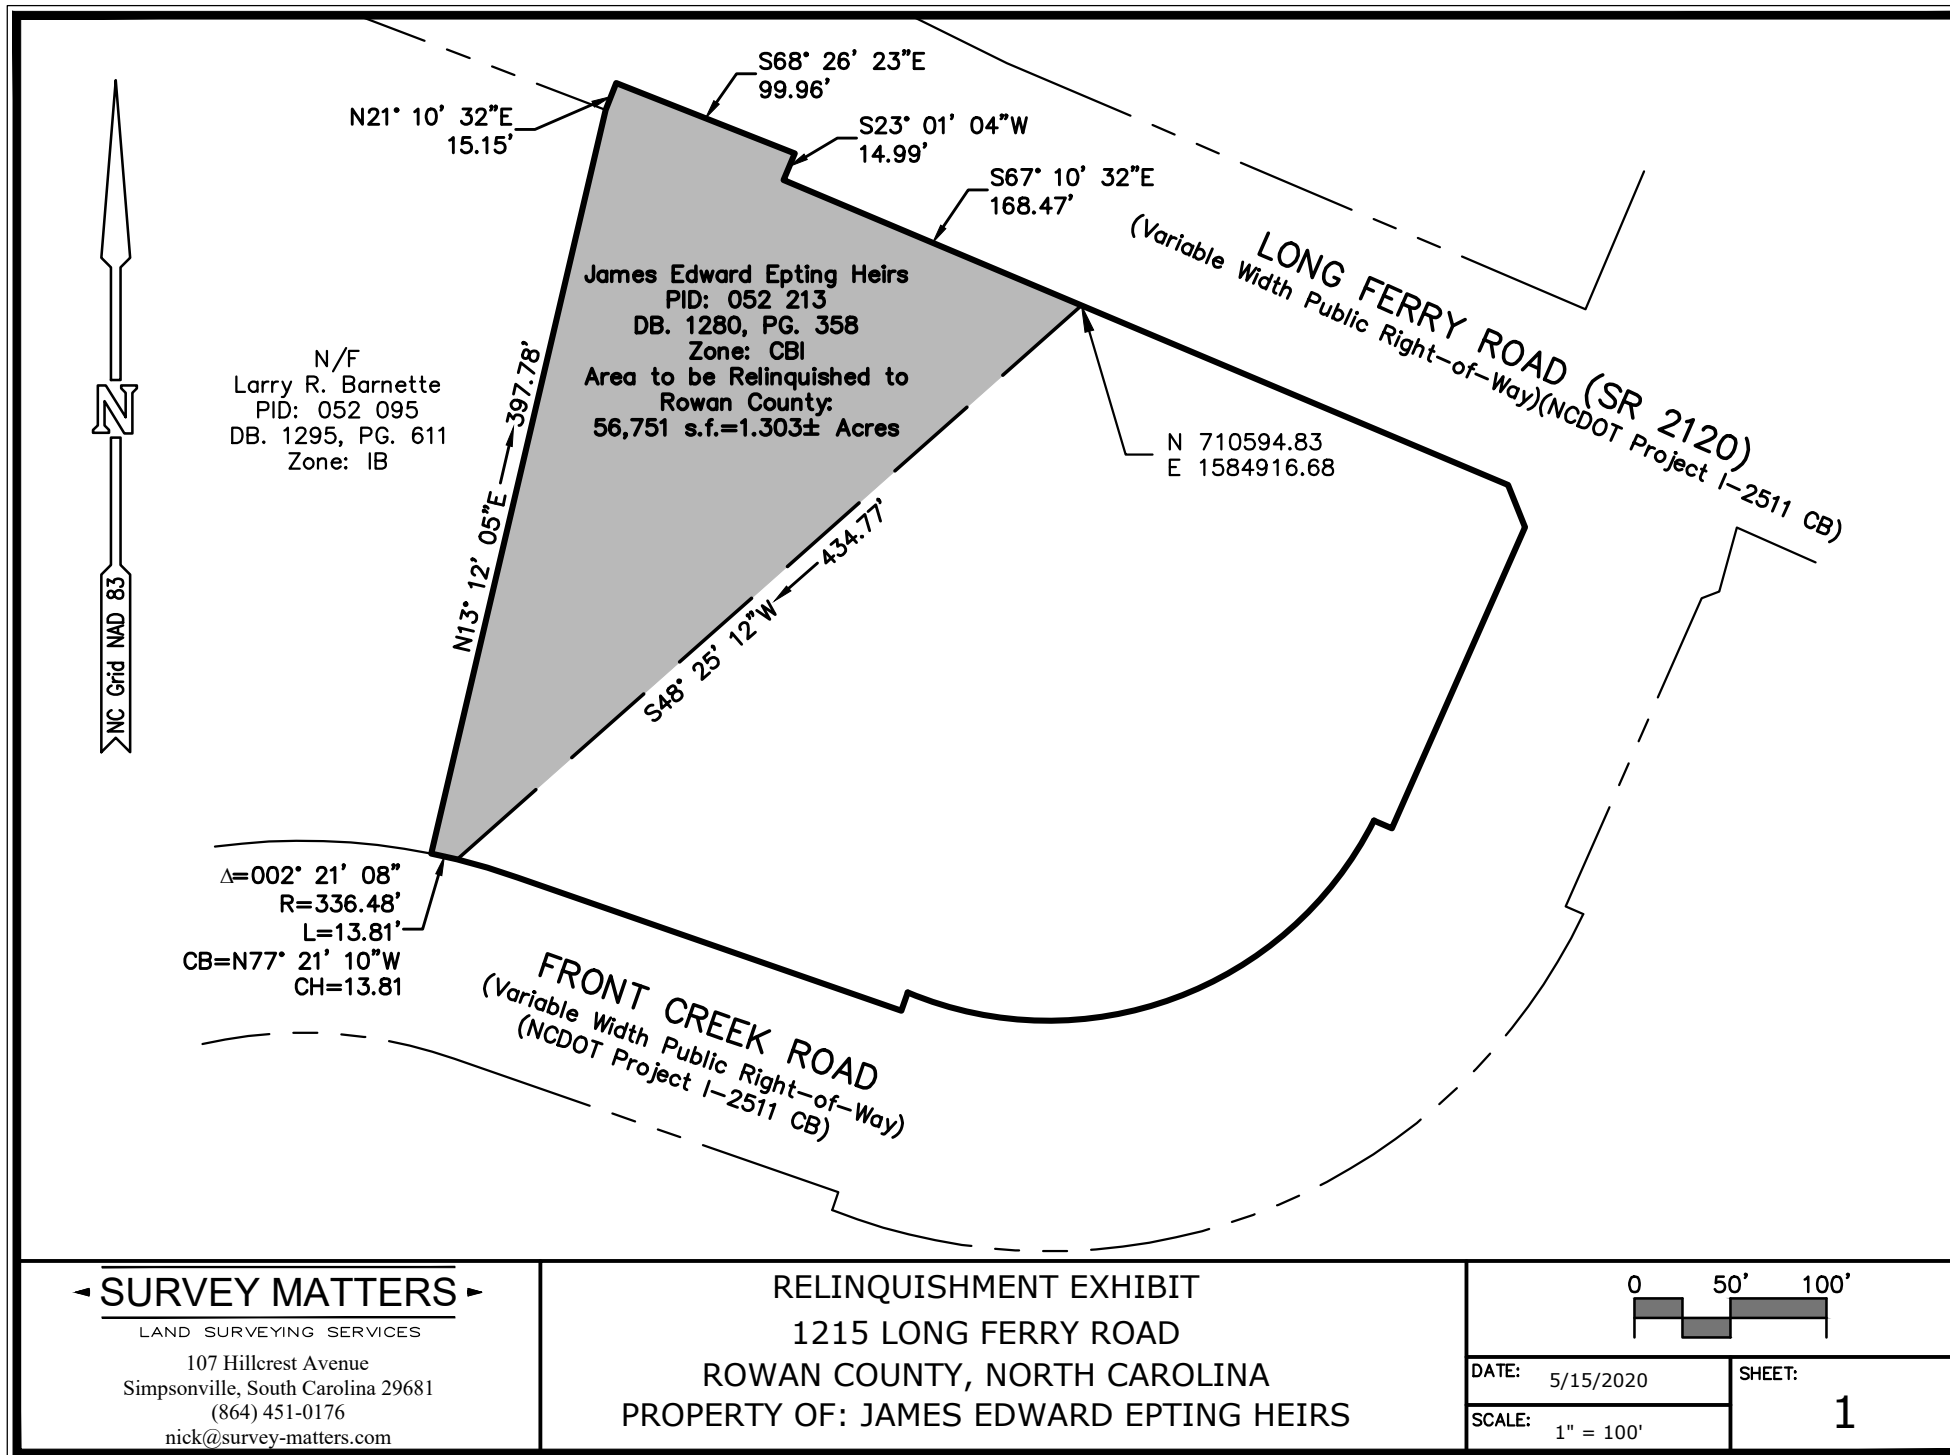 S68° 26' 23"E
99.96'
N21° 10' 32"E
15.15'
S23° 01' 04"W
14.99'
S67° 10' 32"E
168.47'
LONG FERRY ROAD (SR 2120)
(Variable Width Public Right-of-Way)(NCDOT Project I-2511 CB)
James Edward Epting Heirs
PID: 052 213
DB. 1280, PG. 358
Zone: CBI
Area to be Relinquished to
Rowan County:
56,751 s.f.=1.303± Acres
N/F
Larry R. Barnette
PID: 052 095
DB. 1295, PG. 611
Zone: IB
N
NC Grid NAD 83
N13° 12' 05"E 397.78'
N 710594.83
E 1584916.68
S48° 25' 12"W 434.77'
Δ=002° 21' 08"
R=336.48'
L=13.81'
CB=N77° 21' 10"W
CH=13.81
FRONT CREEK ROAD
(Variable Width Public Right-of-Way)
(NCDOT Project I-2511 CB)
SURVEY MATTERS
LAND SURVEYING SERVICES
107 Hillcrest Avenue
Simpsonville, South Carolina 29681
(864) 451-0176
nick@survey-matters.com
RELINQUISHMENT EXHIBIT
1215 LONG FERRY ROAD
ROWAN COUNTY, NORTH CAROLINA
PROPERTY OF: JAMES EDWARD EPTING HEIRS
0 50' 100'
DATE: 5/15/2020
SCALE: 1" = 100'
SHEET:
1